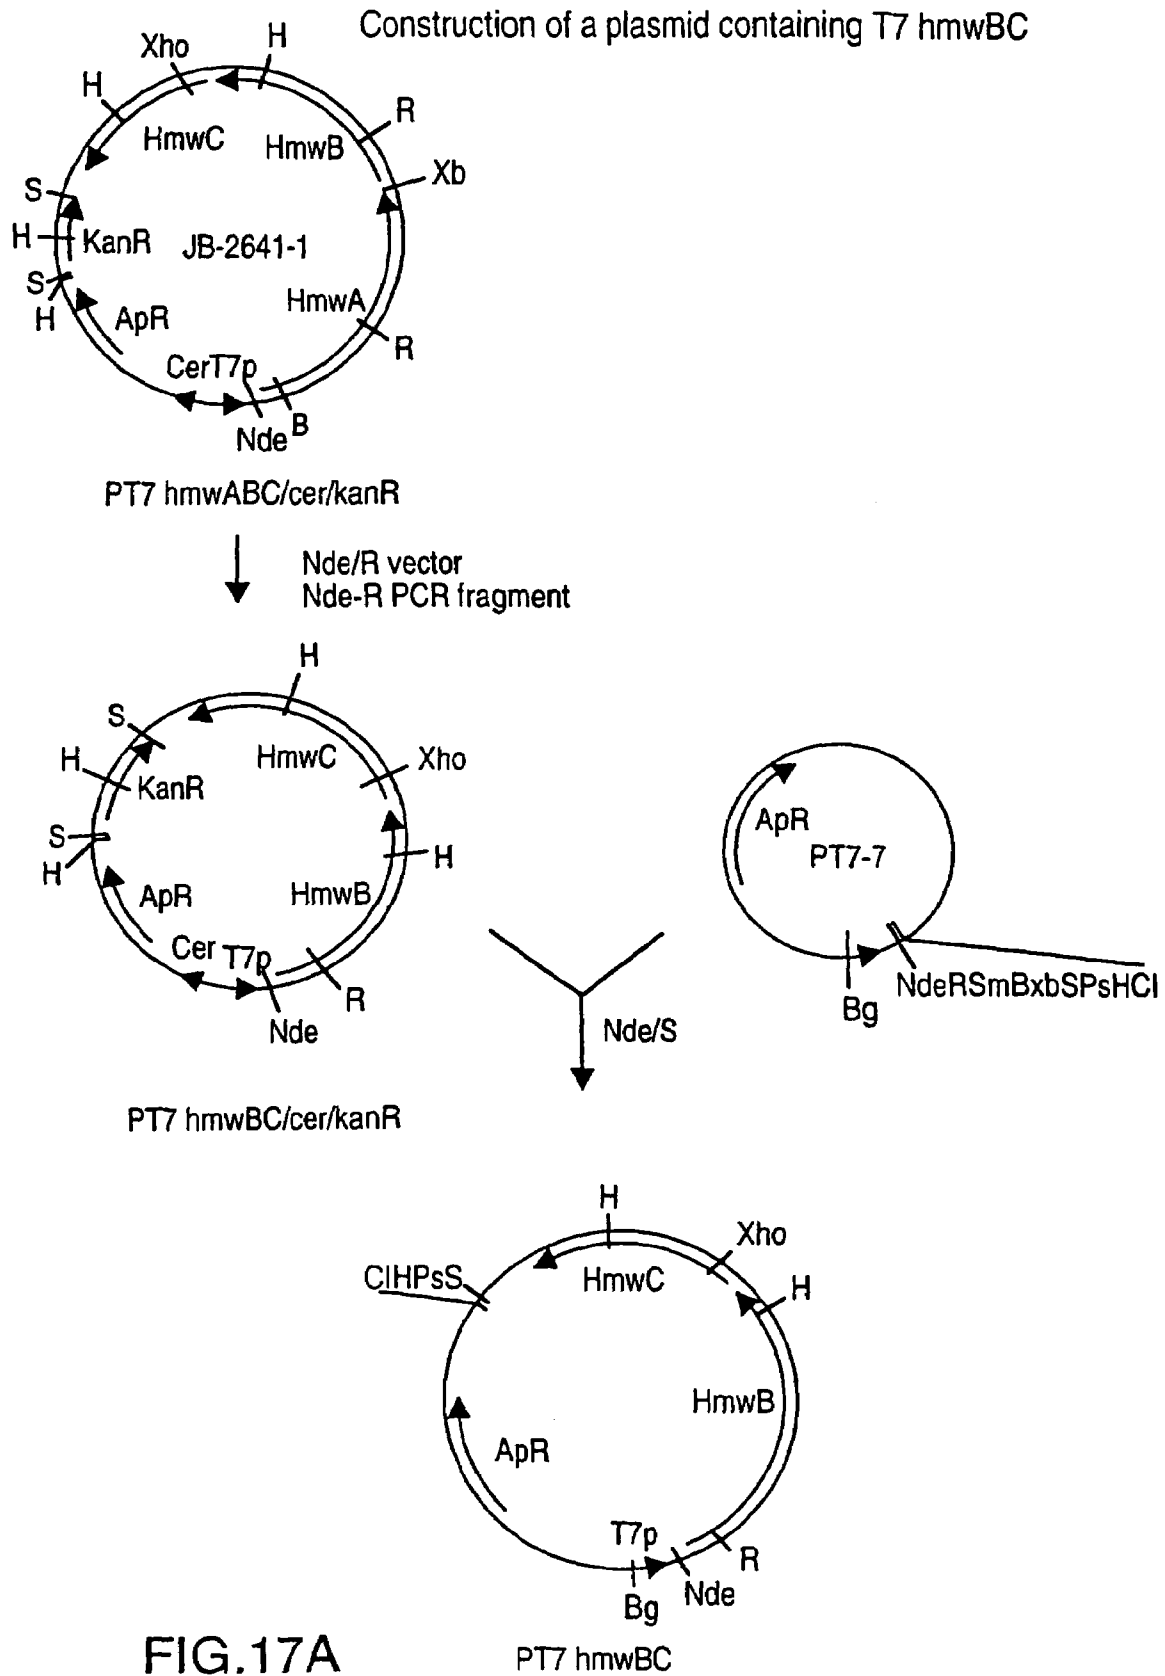 Construction of a plasmid containing T7 hmwBC
H
Xho
H
R
HmwC
HmwB
Xb
S
H
KanR
JB-2641-1
S
H
HmwA
ApR
R
CerT7p
B
Nde
PT7 hmwABC/cer/kanR
Nde/R vector
Nde-R PCR fragment
H
S
HmwC
Xho
H
KanR
ApR
PT7-7
S
H
H
ApR
HmwB
Cer T7p
R
NdeRSmBxbSPsHCl
Bg
Nde
Nde/S
PT7 hmwBC/cer/kanR
H
Xho
ClHPsS
HmwC
H
HmwB
ApR
T7p
R
Nde
Bg
FIG.17A
PT7 hmwBC